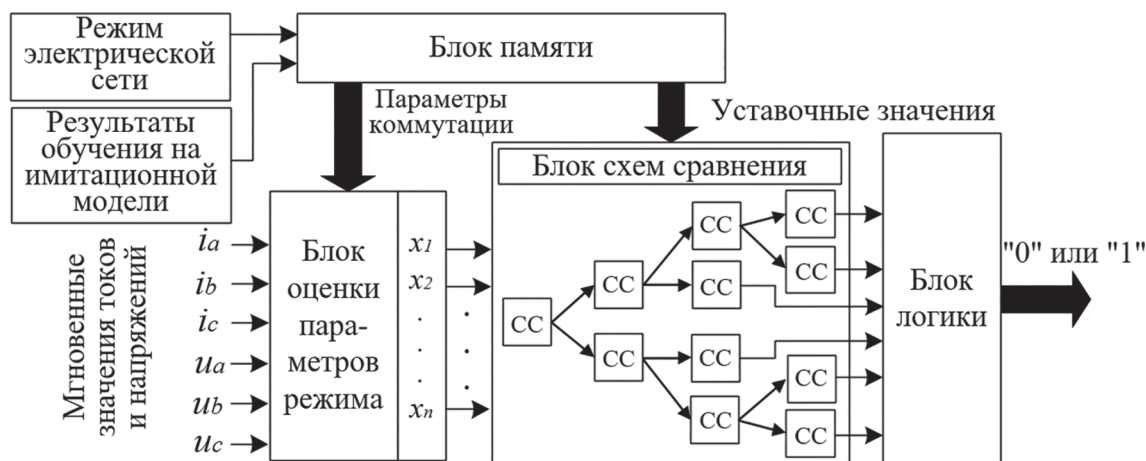 Режим
электрической
сети
Блок памяти
Результаты
обучения на
имитационной
модели
Параметры
коммутации
Уставочные значения
Блок схем сравнения
Мгновенные
значения токов
и напряжений
ia
ib
ic
ua
ub
uc
Блок
оценки
пара-
метров
режима
x1
x2
.
.
.
xn
.
.
.
СС
СС
СС
СС
СС
СС
СС
СС
СС
СС
СС
Блок
логики
"0" или "1"